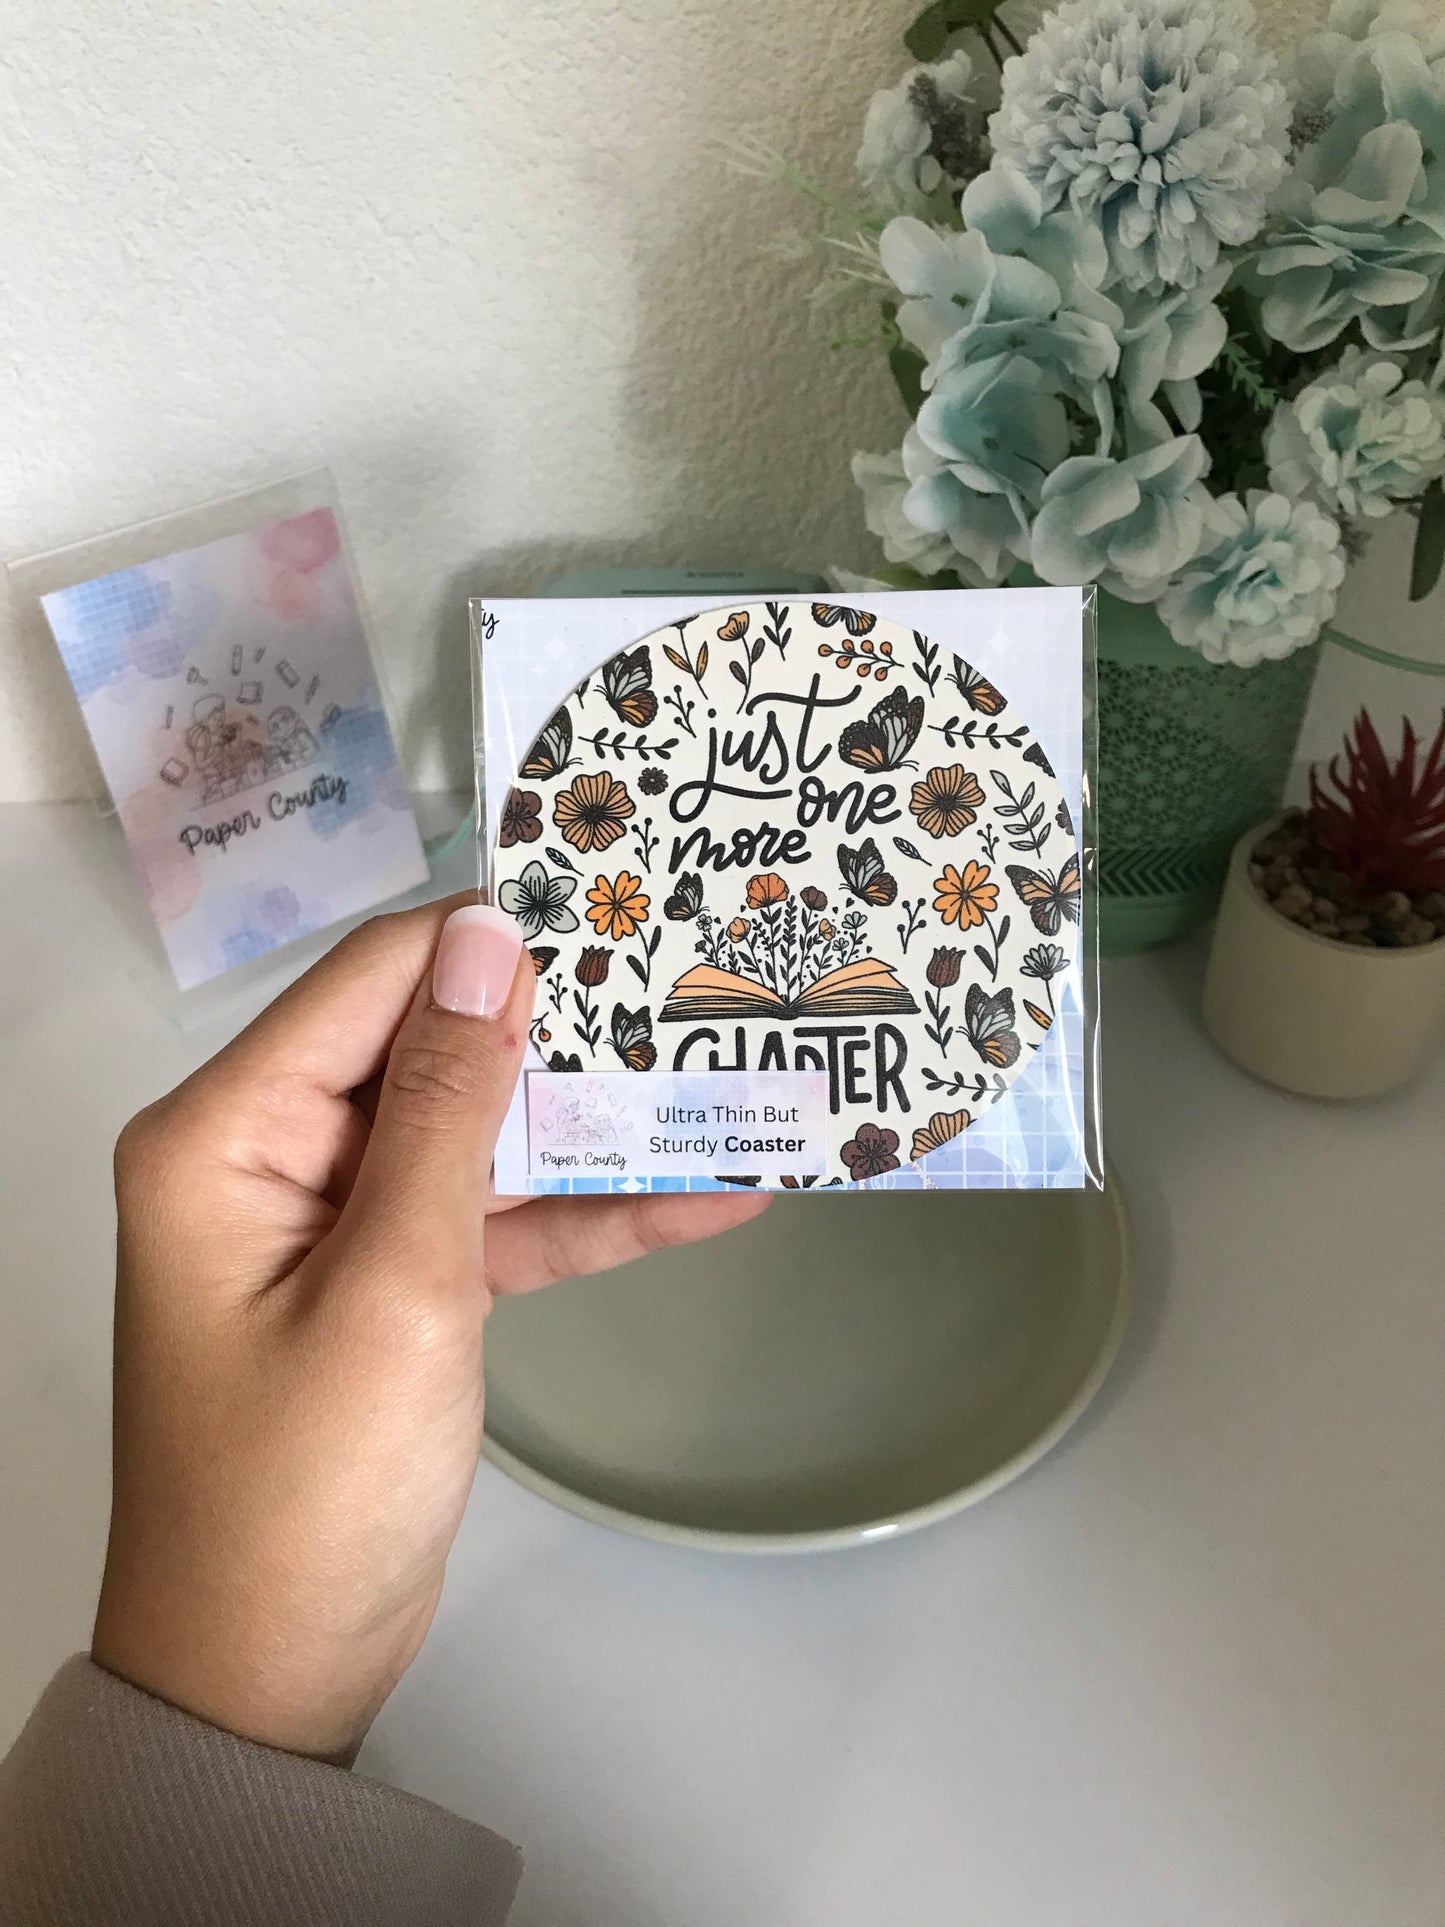 Paper County
just
one
more
CHAPTER
Ultra Thin But
Sturdy Coaster
Paper County